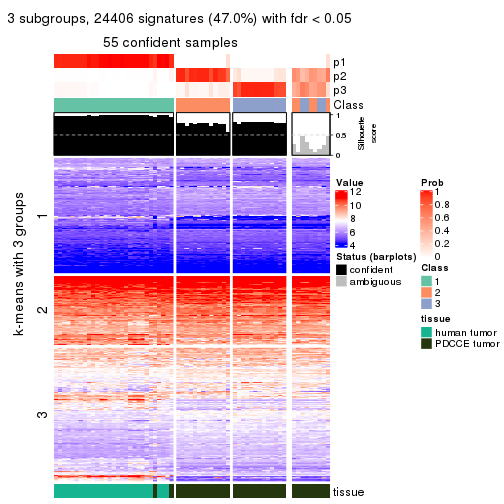 3 subgroups, 24406 signatures (47.0%) with fdr < 0.05
55 confident samples
p1
p2
p3
Class
1
0.5
0
Silhouette
score
k-means with 3 groups
1
2
3
tissue
Value
12
10
8
6
4
Status (barplots)
confident
ambiguous
Prob
1
0.8
0.6
0.4
0.2
0
Class
1
2
3
tissue
human tumor
PDCCE tumor